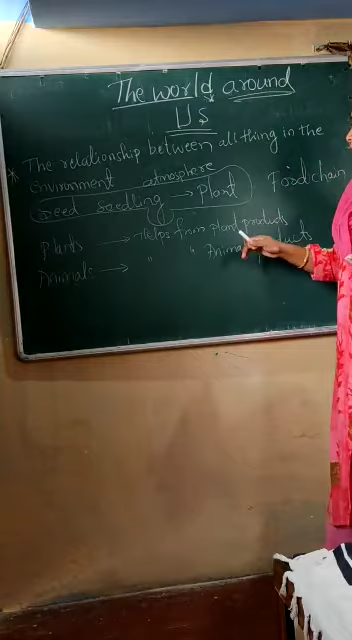 The world around
US
* The relationship between all thing in the
Environment atmosphere
Seed Seedling → Plant Food chain
Plants → Helps from plant products
Animals → " " Animal products